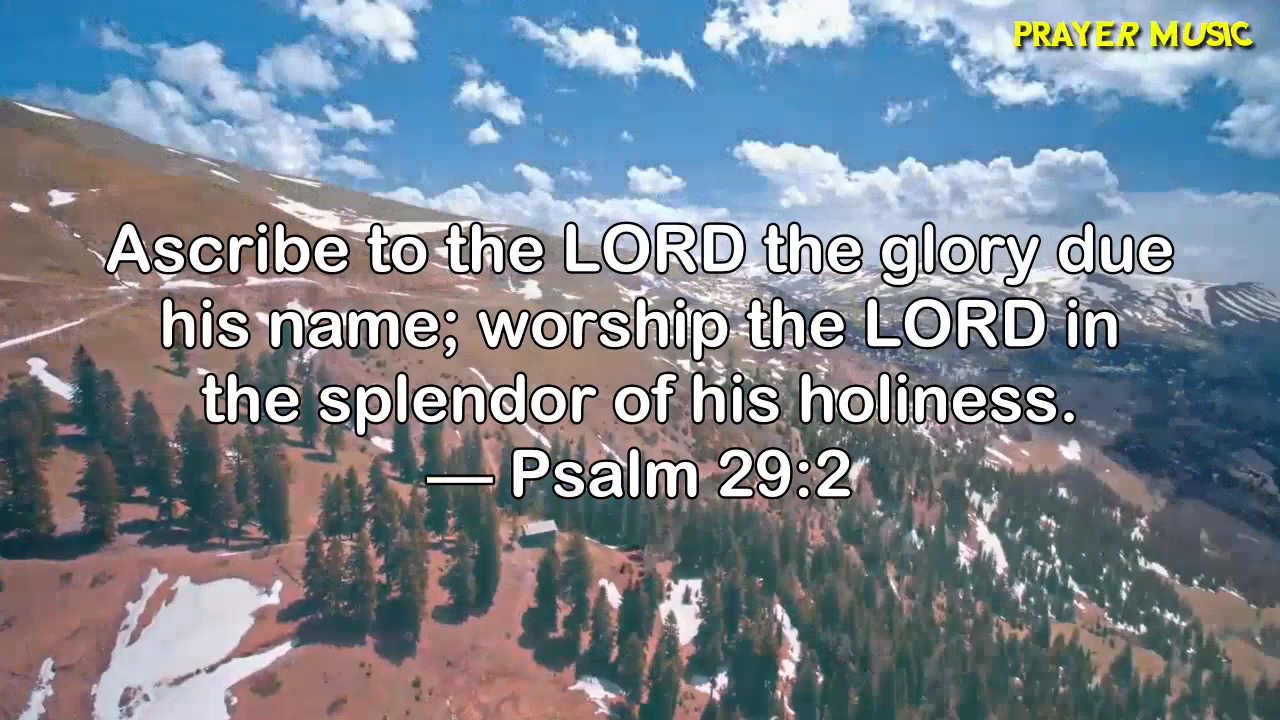 PRAYER MUSIC
Ascribe to the LORD the glory due
his name; worship the LORD in
the splendor of his holiness.
— Psalm 29:2